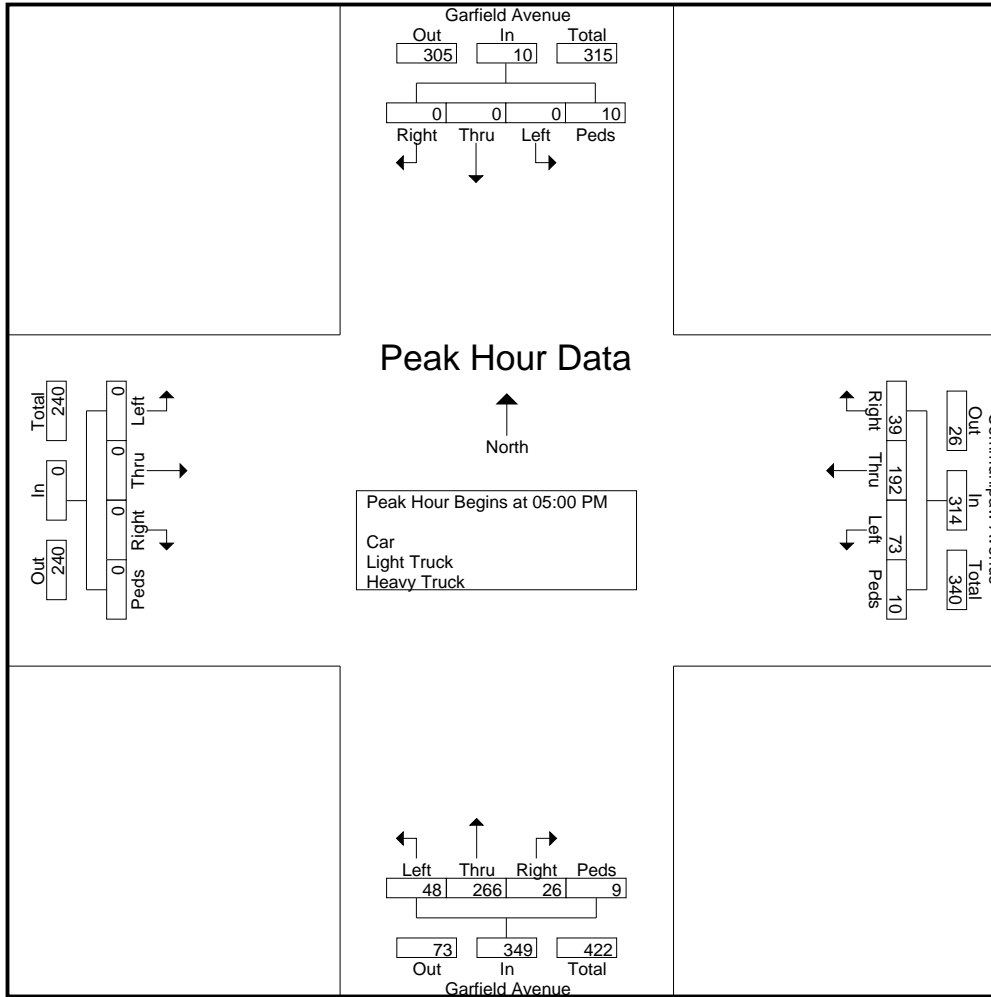 Garfield Avenue
Out In Total
305 10 315
0 0 0 10
Right Thru Left Peds
Peak Hour Data
North
Peak Hour Begins at 05:00 PM
Car
Light Truck
Heavy Truck
Total In Out
240 0 240
0 0 0 0
Left Thru Right Peds
Right Thru Left Peds
39 192 73 10
Out In Total
26 314 340
Left Thru Right Peds
48 266 26 9
73 349 422
Out In Total
Garfield Avenue